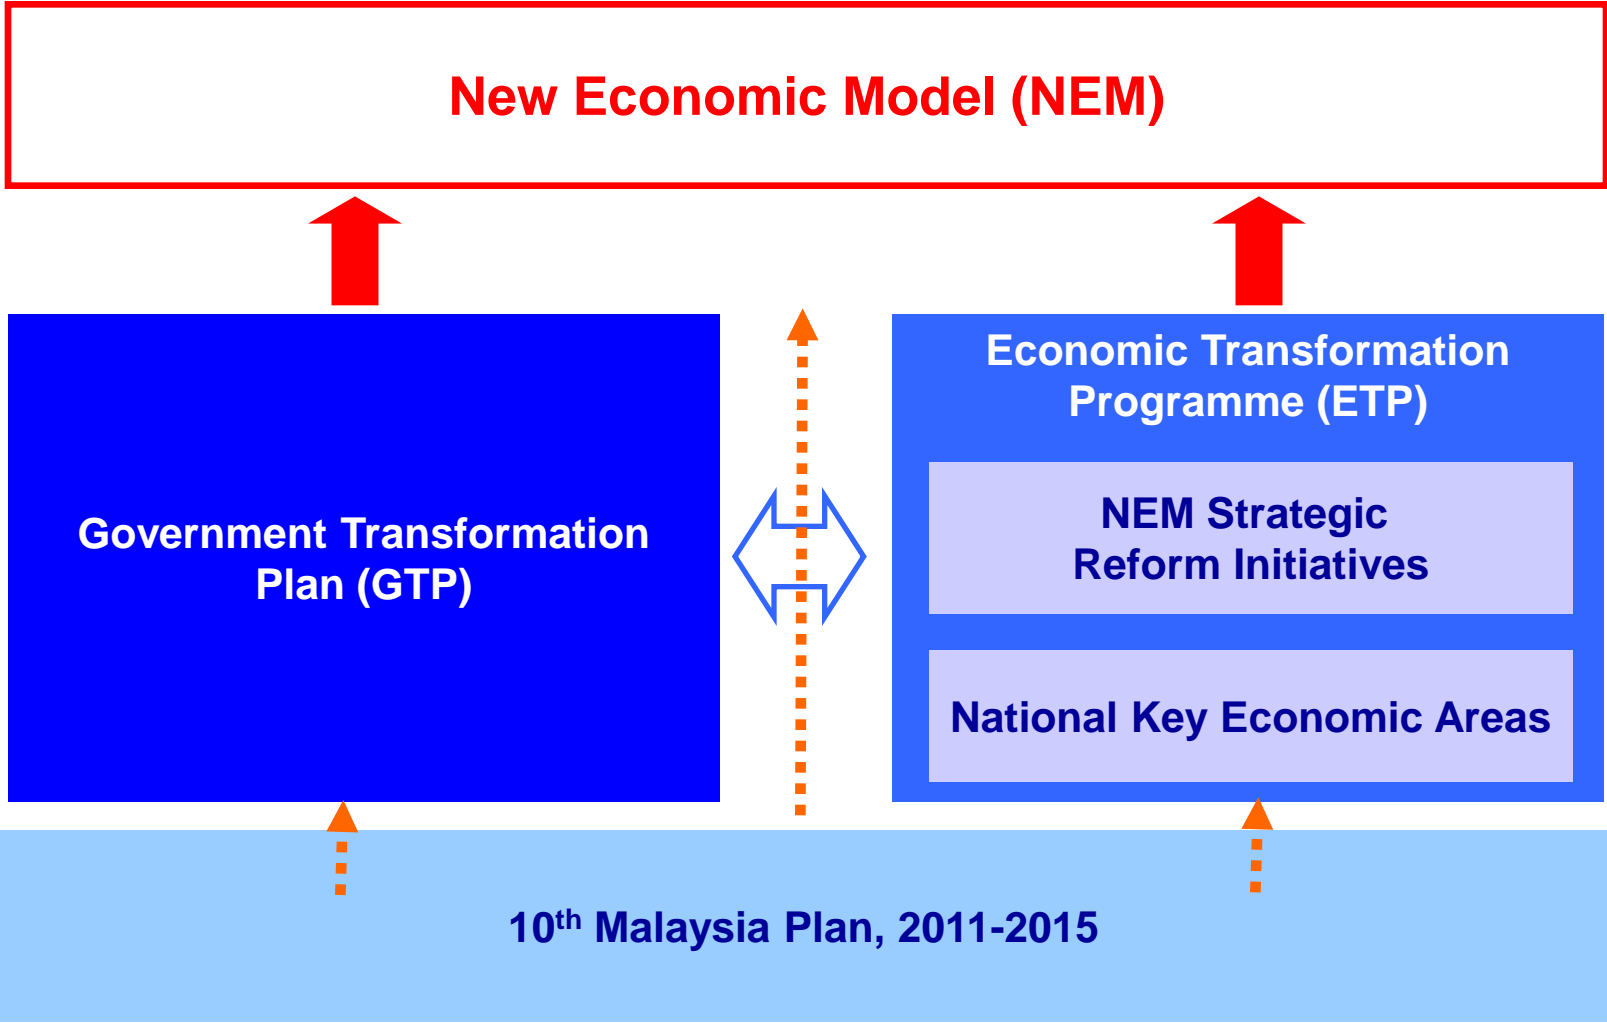 New Economic Model (NEM)
Government Transformation
Plan (GTP)
Economic Transformation
Programme (ETP)
NEM Strategic
Reform Initiatives
National Key Economic Areas
10th Malaysia Plan, 2011-2015